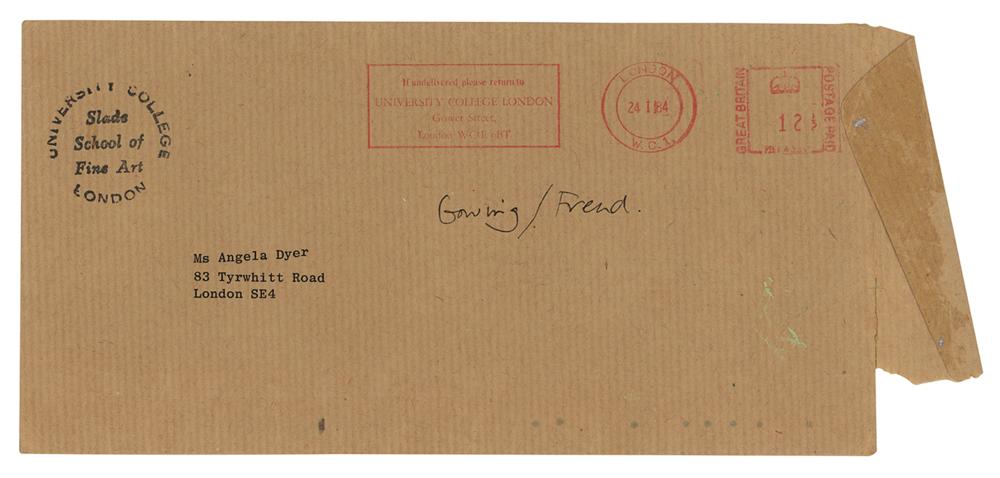 UNIVERSITY COLLEGE
Slade
School of
Fine Art
LONDON
If undelivered please return to
UNIVERSITY COLLEGE LONDON
Gower Street,
London WC1E 6BT
LONDON
24 I 84
W.C.1.
GREAT BRITAIN
POSTAGE PAID
12½
Gowing / Freud.
Ms Angela Dyer
83 Tyrwhitt Road
London SE4